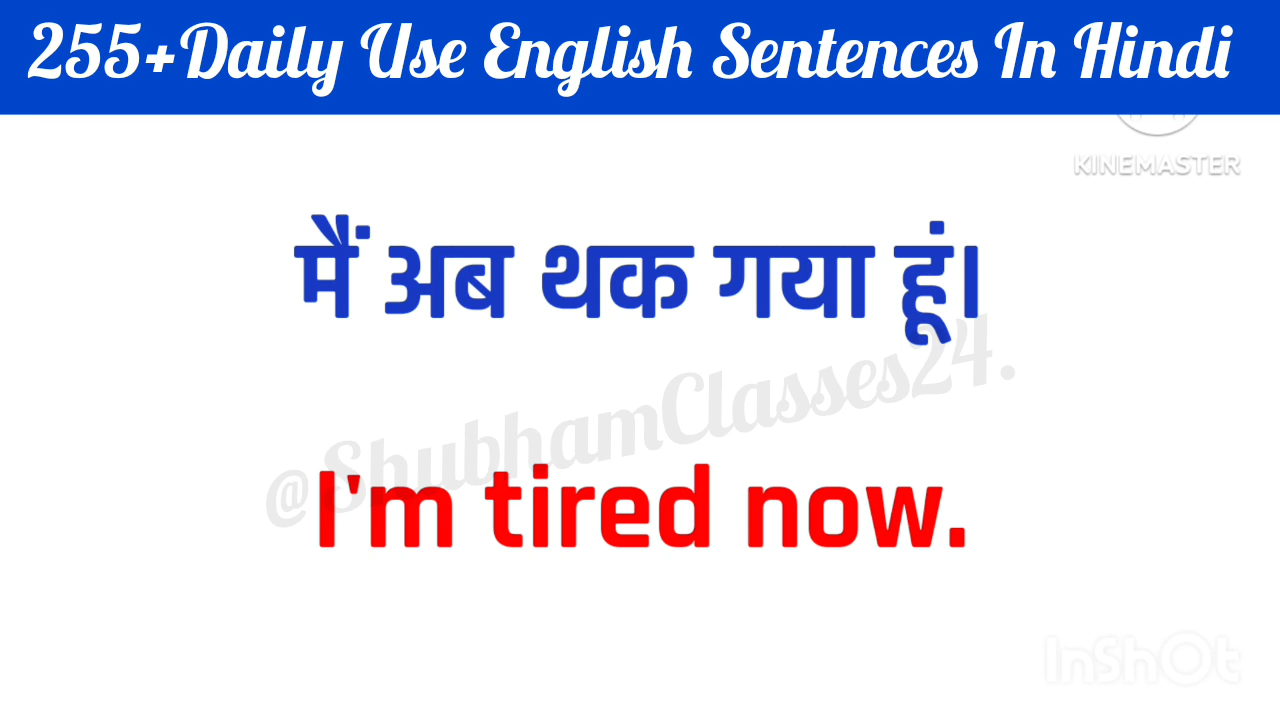 255+Daily Use English Sentences In Hindi
KINEMASTER
मैं अब थक गया हूं।
@ShubhamClasses24.
I'm tired now.
InShOt